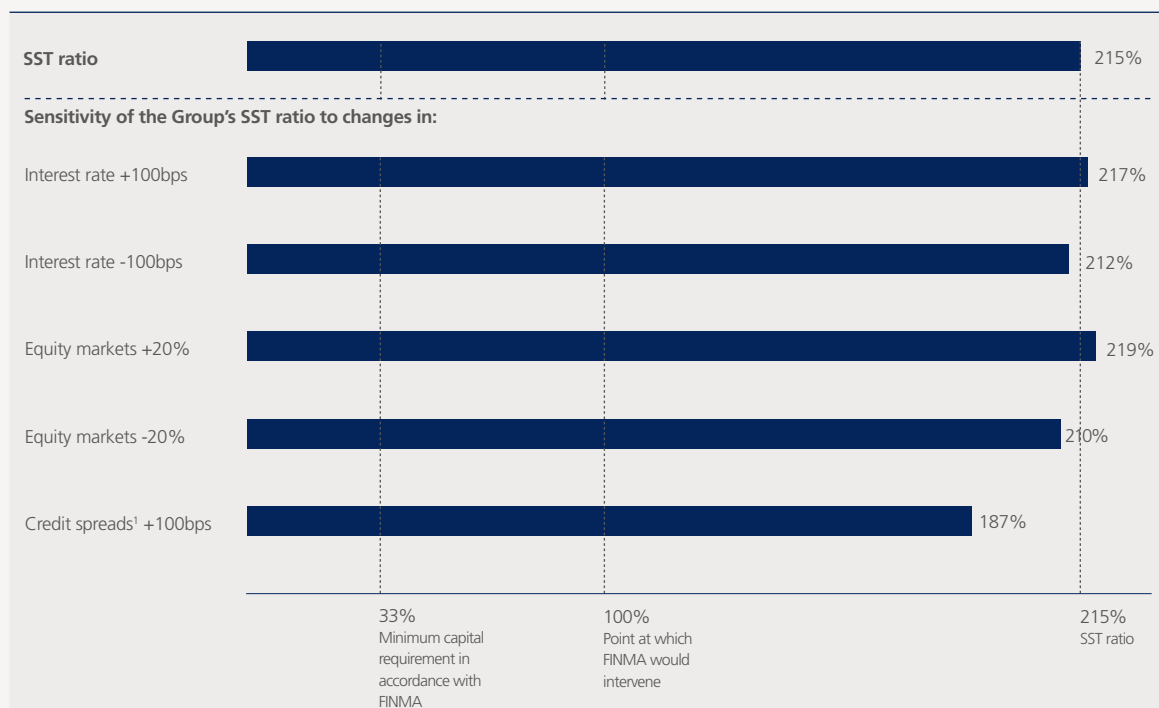 SST ratio
215%
Sensitivity of the Group's SST ratio to changes in:
Interest rate +100bps
217%
Interest rate -100bps
212%
Equity markets +20%
219%
Equity markets -20%
210%
Credit spreads¹ +100bps
187%
33%
Minimum capital
requirement in
accordance with
FINMA
100%
Point at which
FINMA would
intervene
215%
SST ratio